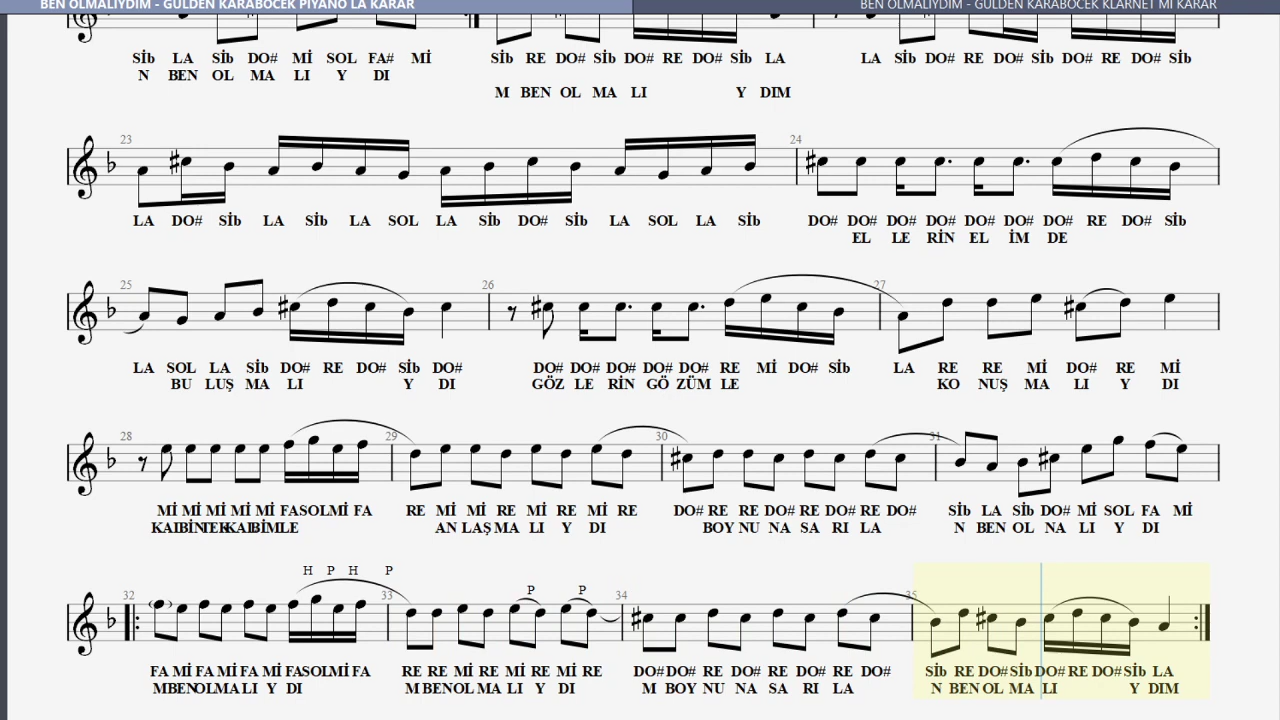 BEN OLMALIYDIM - GÜLDEN KARABÖCEK PİYANO LA KARAR
BEN OLMALIYDIM - GÜLDEN KARABÖCEK KLARNET Mİ KARAR
Sİb LA Sİb DO# Mİ SOL FA# Mİ Sİb RE DO# Sİb DO# RE DO# Sİb LA LA Sİb DO# RE DO# Sİb DO# RE DO# Sİb
N BEN OL MA LI Y DI
M BEN OL MA LI Y DIM
23 24
LA DO# Sİb LA Sİb LA SOL LA Sİb DO# Sİb LA SOL LA Sİb DO# DO# DO# DO# DO# DO# DO# RE DO# Sİb
EL LE RİN EL İM DE
25 26 27
LA SOL LA Sİb DO# RE DO# Sİb DO# DO# DO# DO# DO# DO# RE Mİ DO# Sİb LA RE RE Mİ DO# RE Mİ
BU LUŞ MA LI Y DI GÖZ LE RİN GÖ ZÜM LE KO NUŞ MA LI Y DI
28 29 30 31
Mİ Mİ Mİ Mİ Mİ FA SOL Mİ FA RE Mİ Mİ RE Mİ RE Mİ RE DO# RE RE DO# RE DO# RE DO# Sİb LA Sİb DO# Mİ SOL FA Mİ
KAL BİN TEK KAL BİM LE AN LAŞ MA LI Y DI BOY NU NA SA RI LA N BEN OL NA LI Y DI
H P H P
32 33 P P 34 35
FA Mİ FA Mİ FA Mİ FA SOL Mİ FA RE RE Mİ RE Mİ RE Mİ RE DO# DO# RE DO# RE DO# RE DO# Sİb RE DO# Sİb DO# RE DO# Sİb LA
M BEN OL MA LI Y DI M BEN OL MA LI Y DI M BOY NU NA SA RI LA N BEN OL MA LI Y DIM